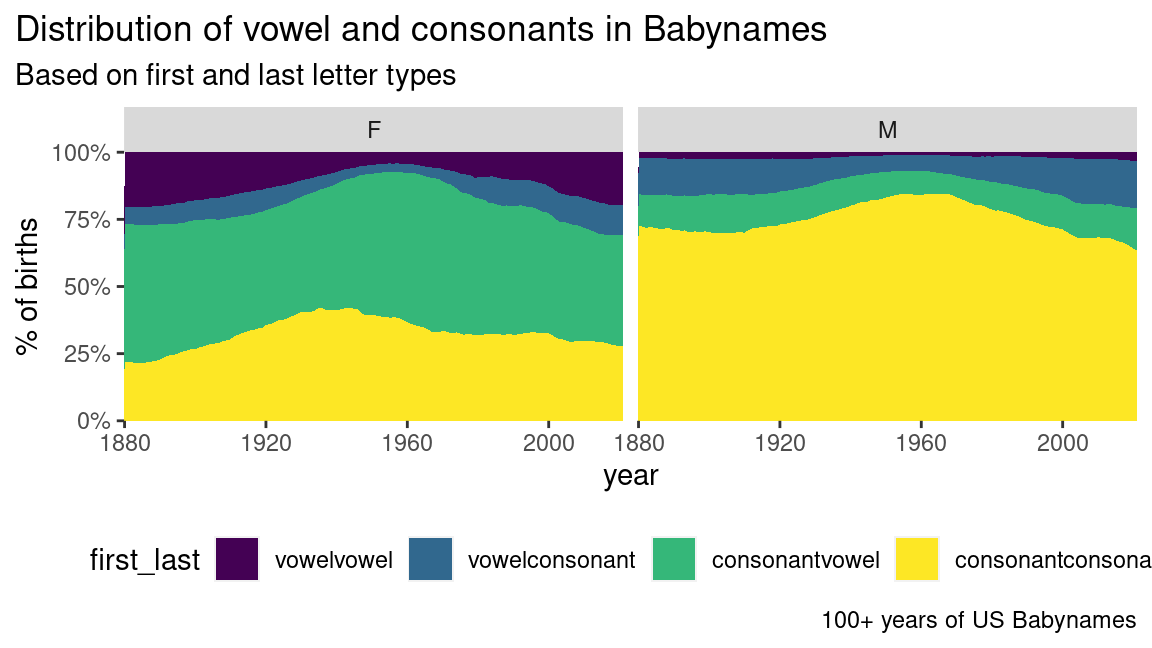 Distribution of vowel and consonants in Babynames
Based on first and last letter types
F M
100%
75%
50%
25%
0%
% of births
1880 1920 1960 2000 1880 1920 1960 2000
year
first_last vowelvowel vowelconsonant consonantvowel consonantconsona
100+ years of US Babynames